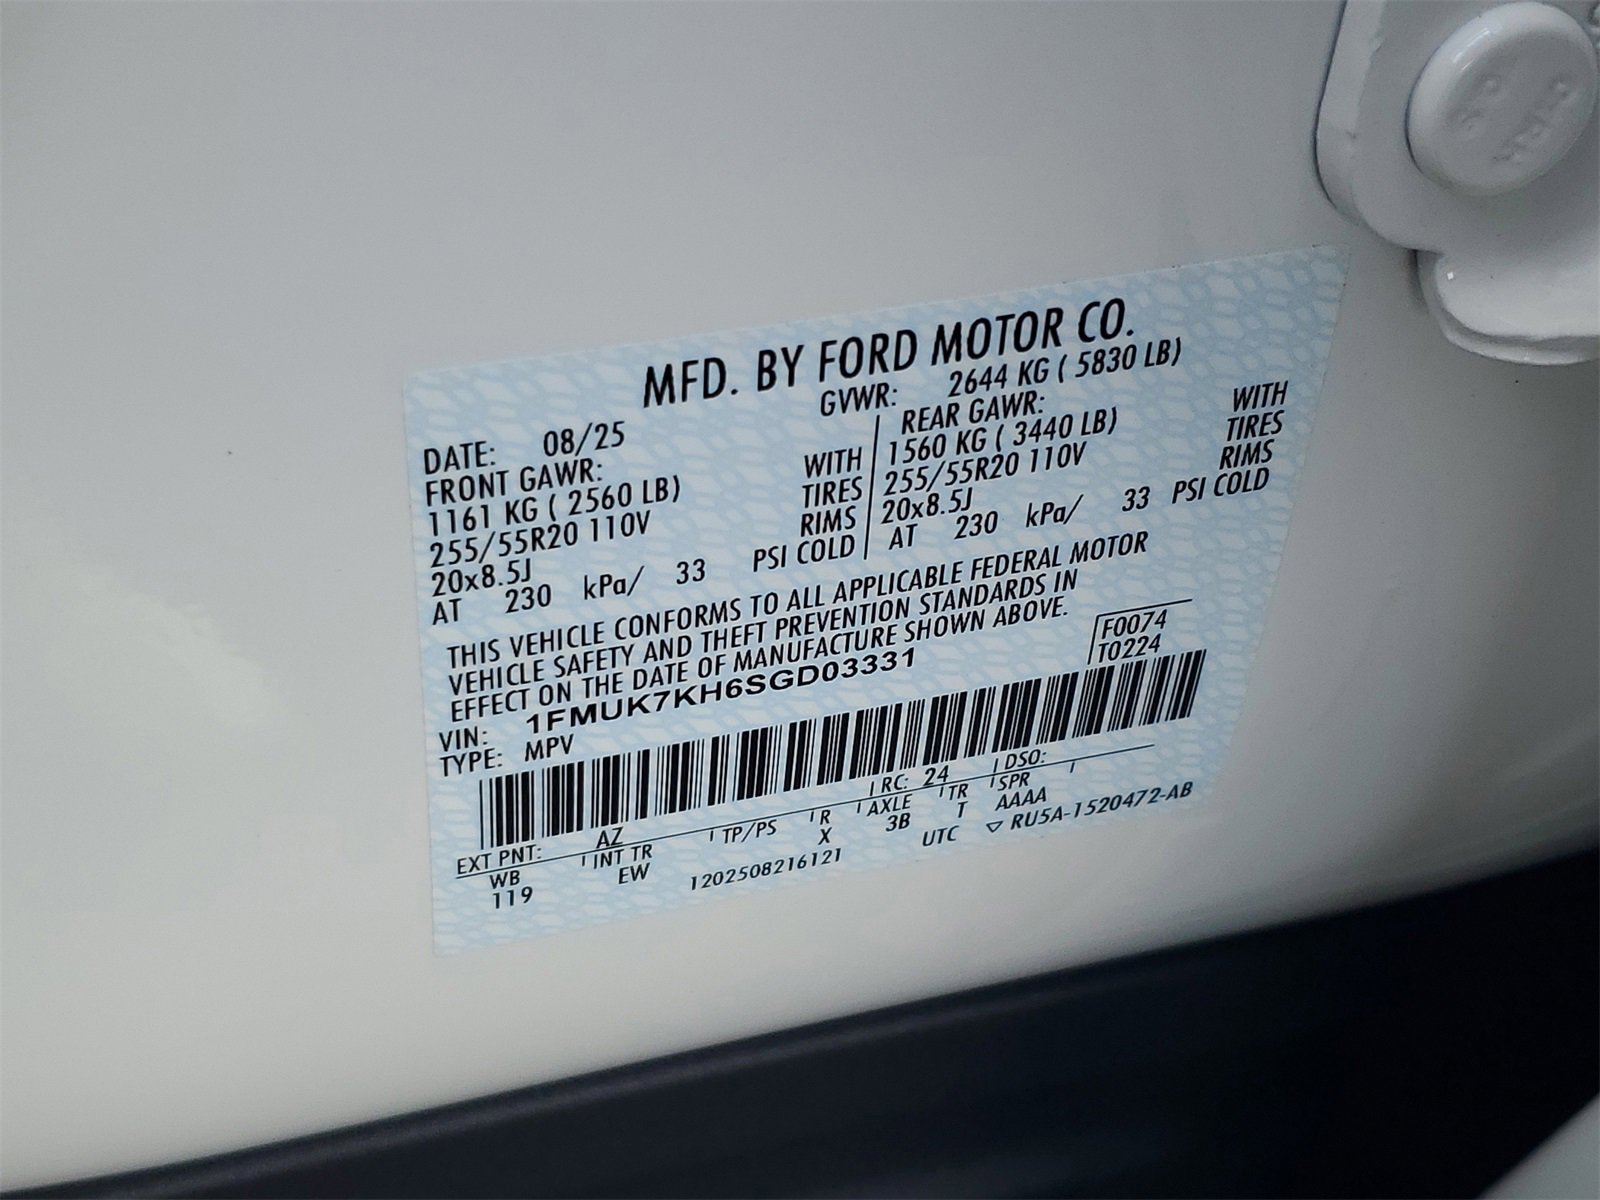 MFD. BY FORD MOTOR CO.
DATE: 08/25 GVWR: 2644 KG ( 5830 LB)
FRONT GAWR: REAR GAWR:
1161 KG ( 2560 LB) WITH 1560 KG ( 3440 LB) WITH
255/55R20 110V TIRES 255/55R20 110V TIRES
20x8.5J RIMS 20x8.5J RIMS
AT 230 kPa/ 33 PSI COLD AT 230 kPa/ 33 PSI COLD
THIS VEHICLE CONFORMS TO ALL APPLICABLE FEDERAL MOTOR
VEHICLE SAFETY AND THEFT PREVENTION STANDARDS IN
EFFECT ON THE DATE OF MANUFACTURE SHOWN ABOVE.
F0074
VIN: 1FMUK7KH6SGD03331 T0224
TYPE: MPV
EXT PNT: AZ RC: 24 DSO:
WB INT TR TP/PS R AXLE TR SPR
119 EW X 3B T AAAA
1202508216121 UTC ▽ RU5A-1520472-AB